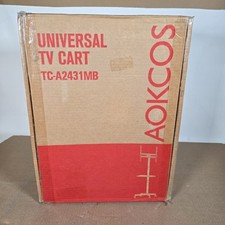 UNIVERSAL
TV CART
TC-A2431MB
AOKCOS